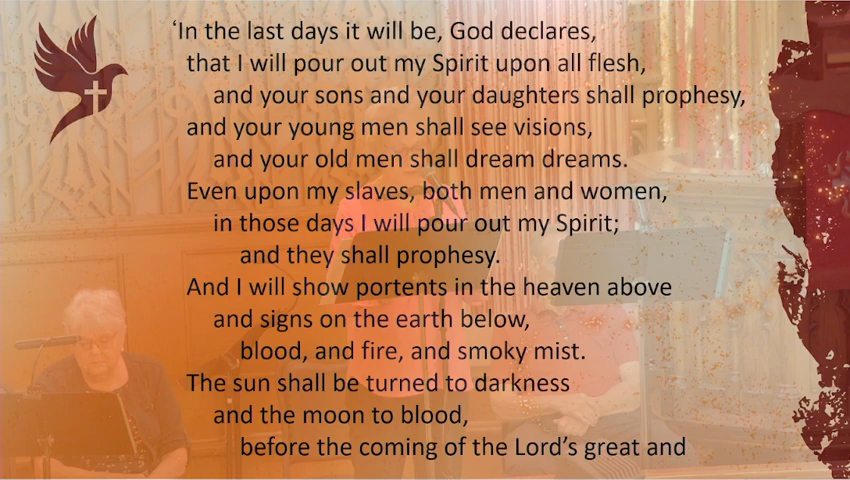 ‘In the last days it will be, God declares,
that I will pour out my Spirit upon all flesh,
and your sons and your daughters shall prophesy,
and your young men shall see visions,
and your old men shall dream dreams.
Even upon my slaves, both men and women,
in those days I will pour out my Spirit;
and they shall prophesy.
And I will show portents in the heaven above
and signs on the earth below,
blood, and fire, and smoky mist.
The sun shall be turned to darkness
and the moon to blood,
before the coming of the Lord’s great and